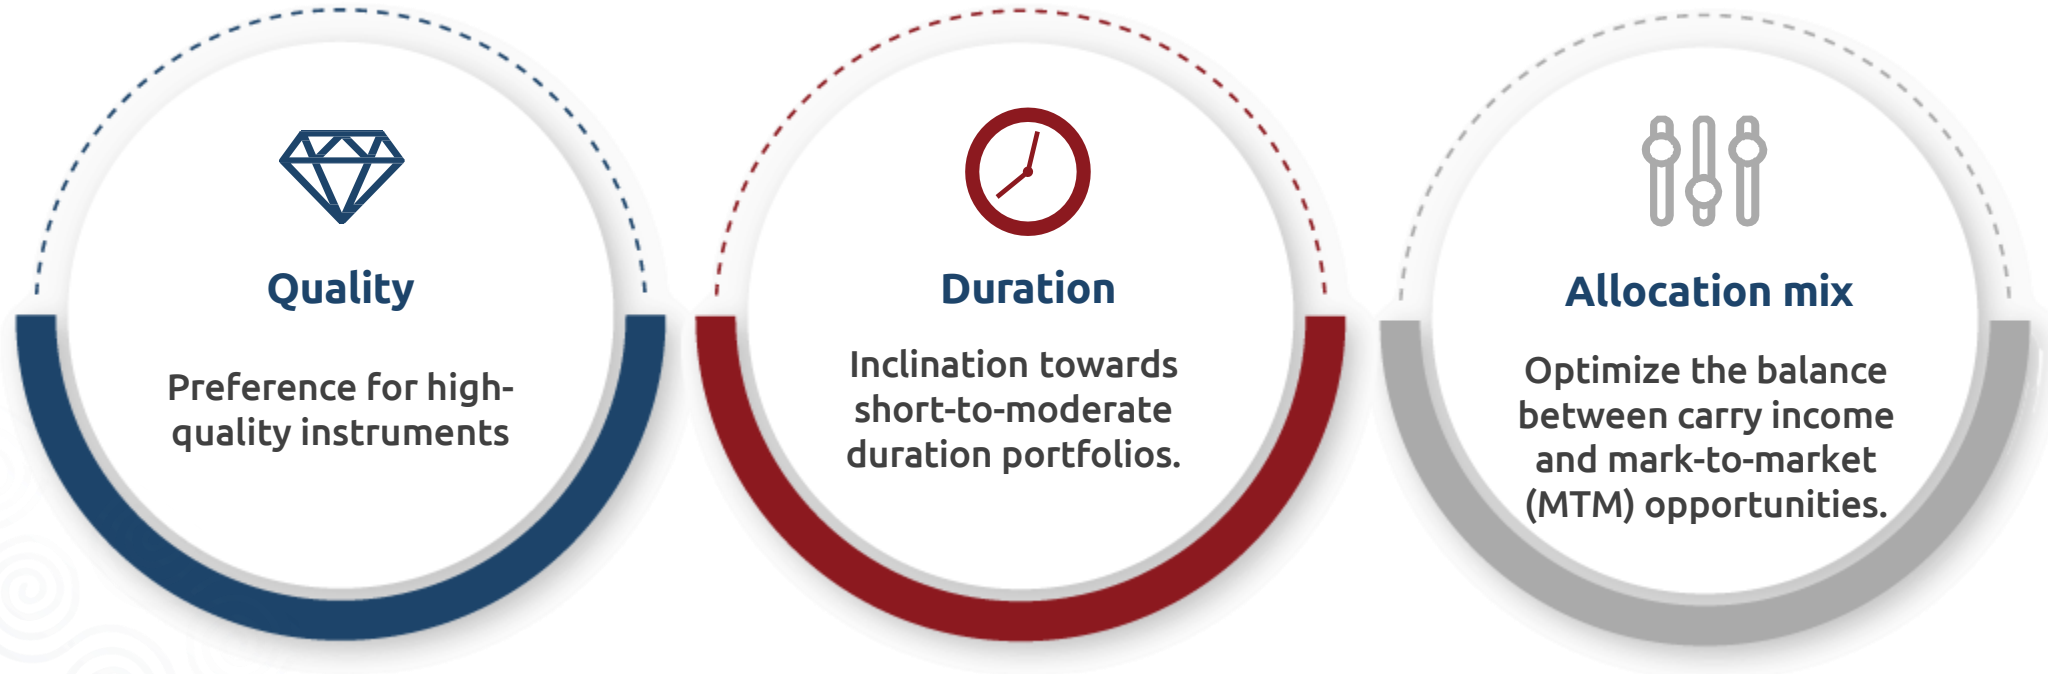 Quality
Preference for high-
quality instruments
Duration
Inclination towards
short-to-moderate
duration portfolios.
Allocation mix
Optimize the balance
between carry income
and mark-to-market
(MTM) opportunities.